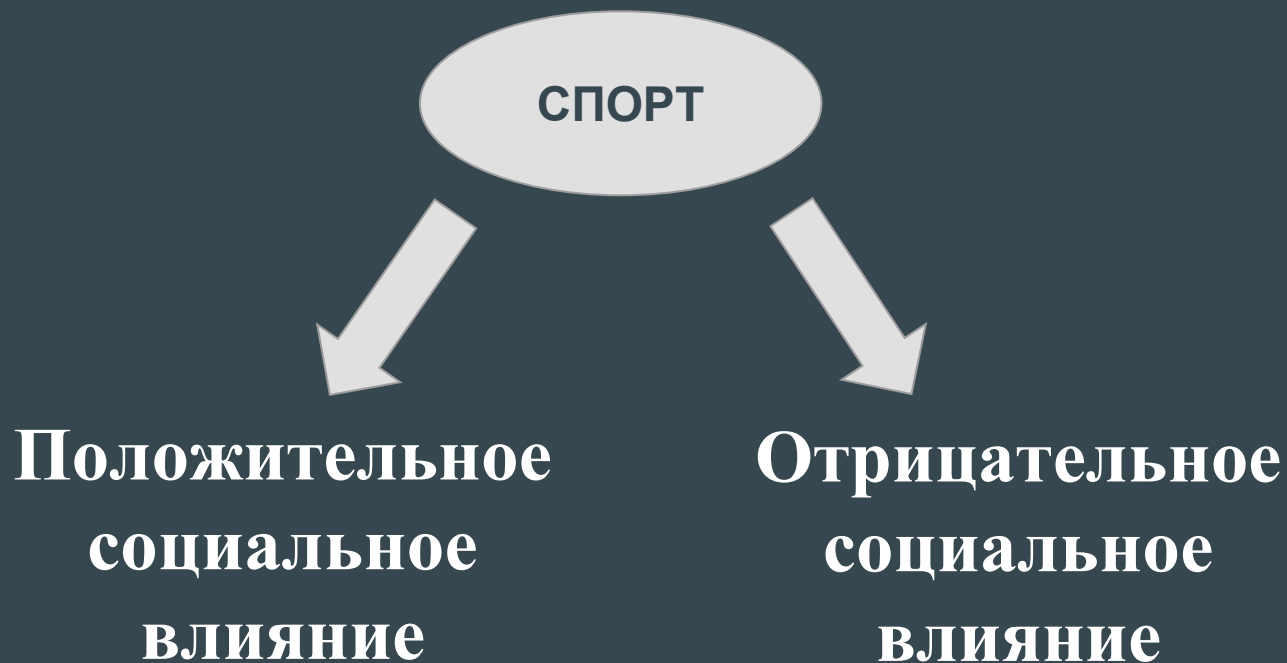 СПОРТ
Положительное
социальное
влияние
Отрицательное
социальное
влияние